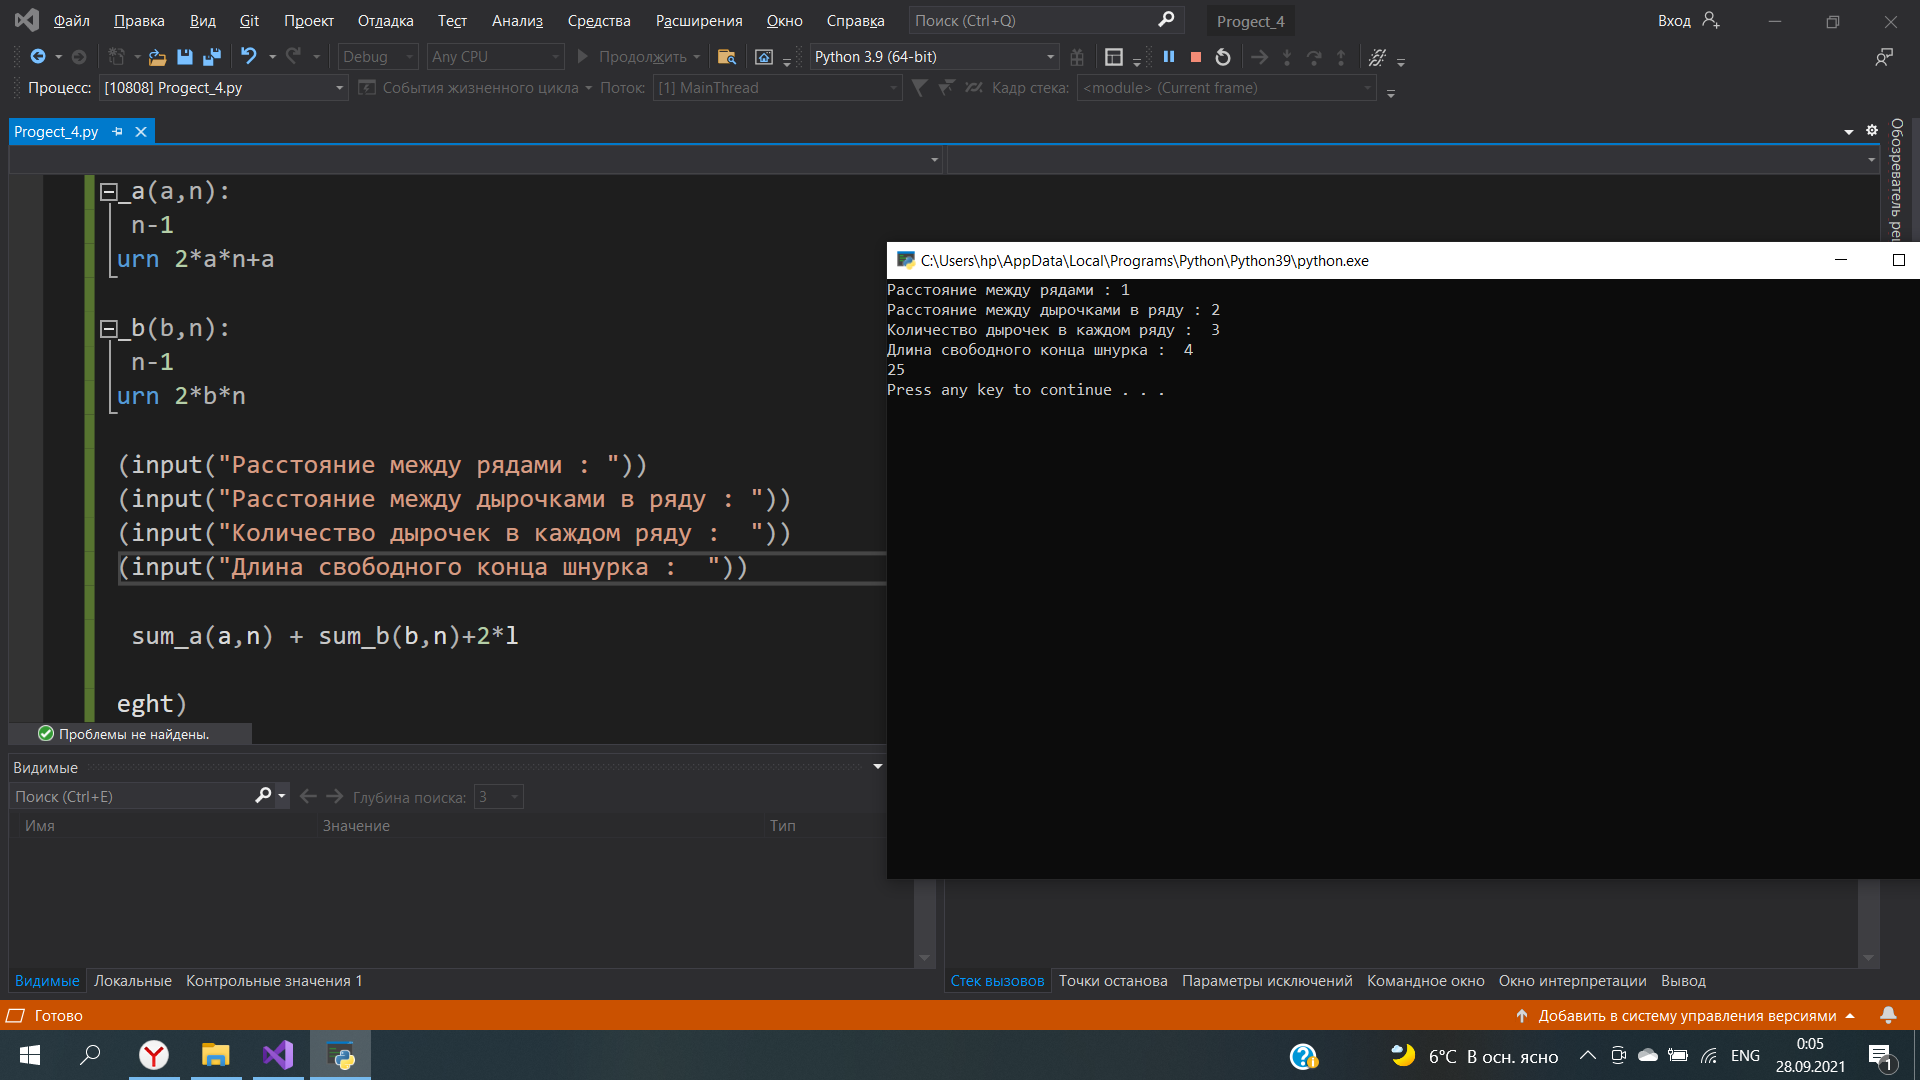 Файл Правка Вид Git Проект Отладка Тест Анализ Средства Расширения Окно Справка Поиск (Ctrl+Q) Progect_4 Вход
Debug Any CPU Продолжить Python 3.9 (64-bit)
Процесс: [10808] Progect_4.py События жизненного цикла Поток: [1] MainThread Кадр стека: <module> (Current frame)
Progect_4.py
Обозреватель реш
_a(a,n):
n-1
urn 2*a*n+a
_b(b,n):
n-1
urn 2*b*n
(input("Расстояние между рядами : "))
(input("Расстояние между дырочками в ряду : "))
(input("Количество дырочек в каждом ряду :  "))
(input("Длина свободного конца шнурка :  "))
sum_a(a,n) + sum_b(b,n)+2*l
eght)
Проблемы не найдены.
C:\Users\hp\AppData\Local\Programs\Python\Python39\python.exe
Расстояние между рядами : 1
Расстояние между дырочками в ряду : 2
Количество дырочек в каждом ряду :  3
Длина свободного конца шнурка :  4
25
Press any key to continue . . .
Видимые
Поиск (Ctrl+E) Глубина поиска: 3
Имя Значение Тип
Видимые Локальные Контрольные значения 1
Стек вызовов Точки останова Параметры исключений Командное окно Окно интерпретации Вывод
Готово Добавить в систему управления версиями
6°C В осн. ясно ENG 0:05
28.09.2021 1